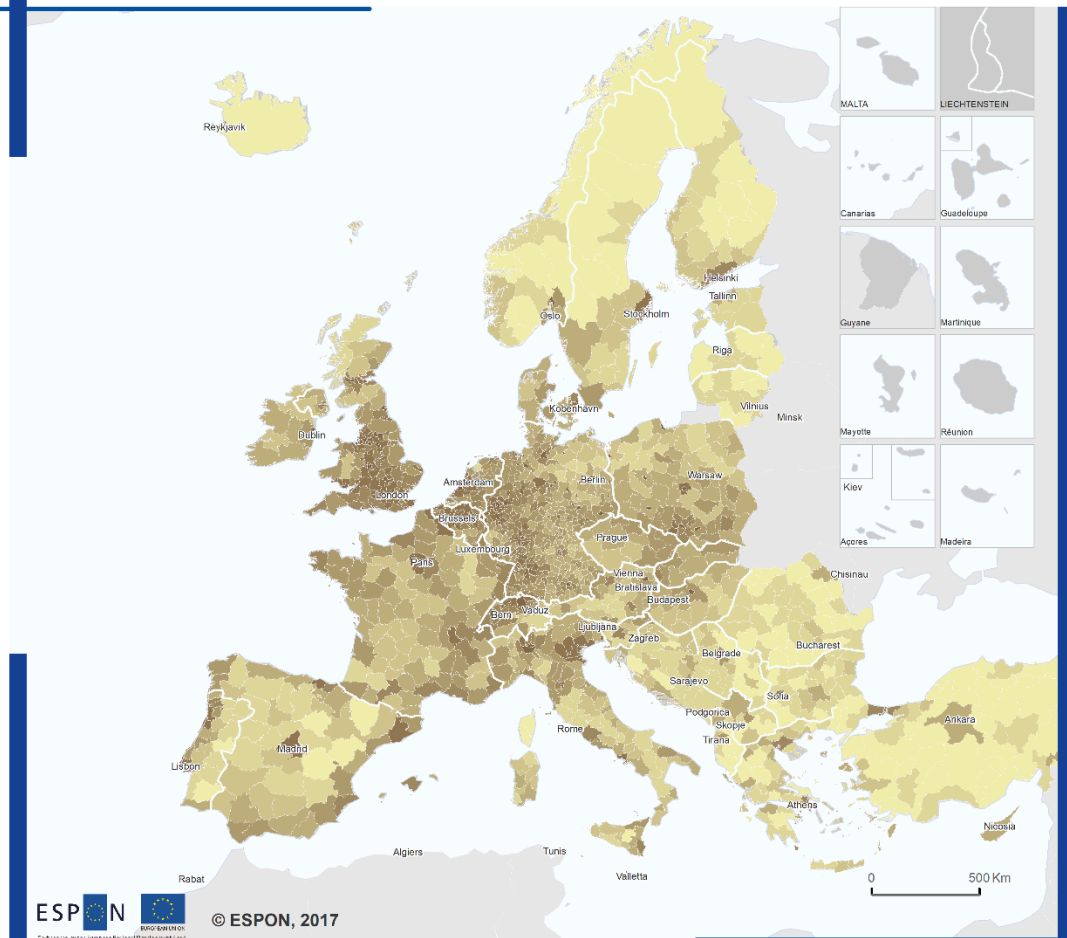 MALTA
LIECHTENSTEIN
Reykjavik
Canarias
Guadeloupe
Helsinki
Tallinn
Oslo
Stockholm
Guyane
Martinique
Riga
Vilnius
Minsk
København
Mayotte
Réunion
Dublin
Amsterdam
Berlin
Warsaw
London
Brussels
Kiev
Açores
Madeira
Prague
Luxembourg
Paris
Vienna
Bratislava
Budapest
Chisinau
Bern
Vaduz
Ljubljana
Zagreb
Belgrade
Bucharest
Sarajevo
Sofia
Podgorica
Skopje
Tirana
Rome
Madrid
Lisbon
Ankara
Athens
Nicosia
Algiers
Tunis
Valletta
Rabat
0 500 Km
ESPON
EUROPEAN UNION
© ESPON, 2017